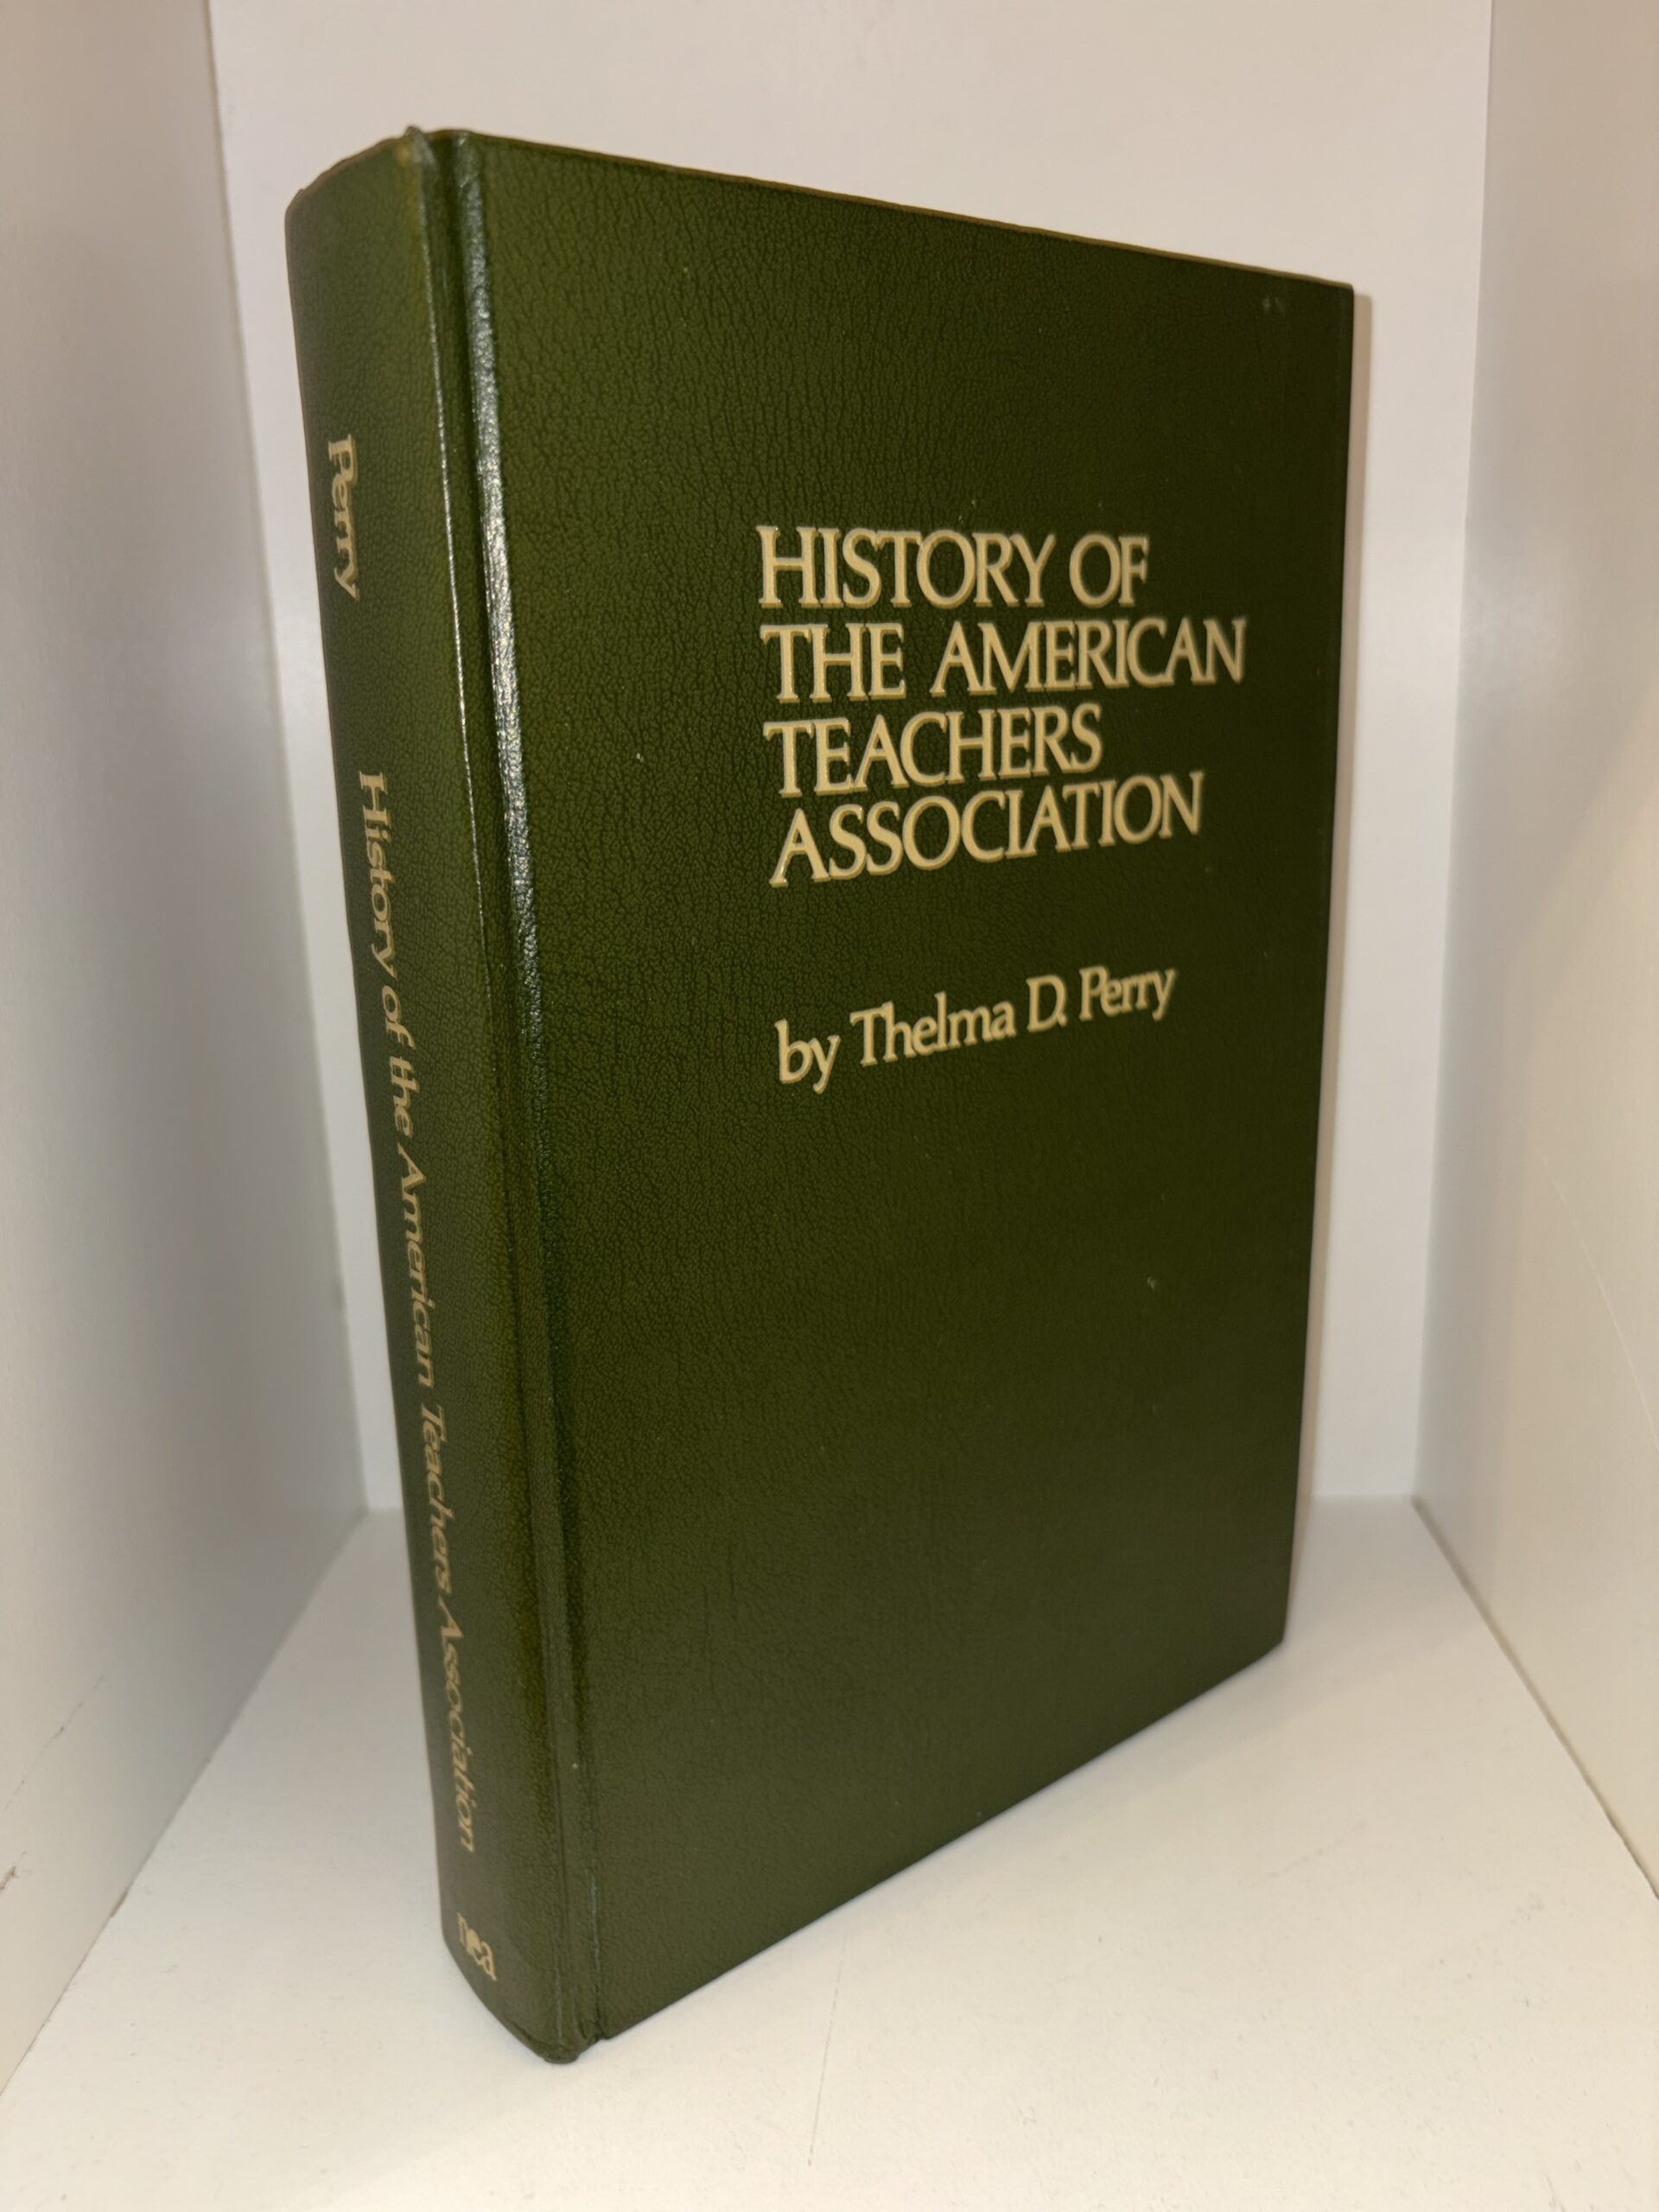 HISTORY OF
THE AMERICAN
TEACHERS
ASSOCIATION
by Thelma D. Perry
Perry
History of the American Teachers Association
nea